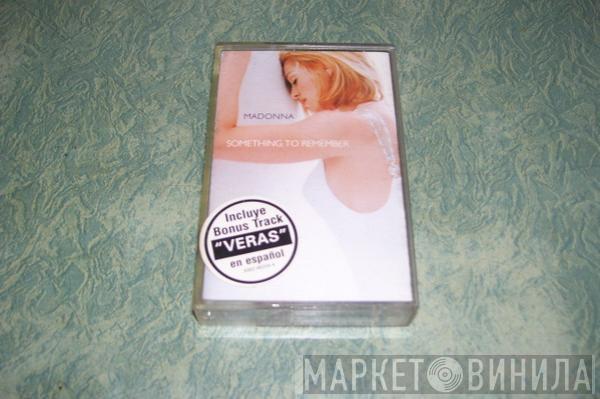 MADONNA
SOMETHING TO REMEMBER
Incluye
Bonus Track
"VERAS"
en español
МАРКЕТ ВИНИЛА